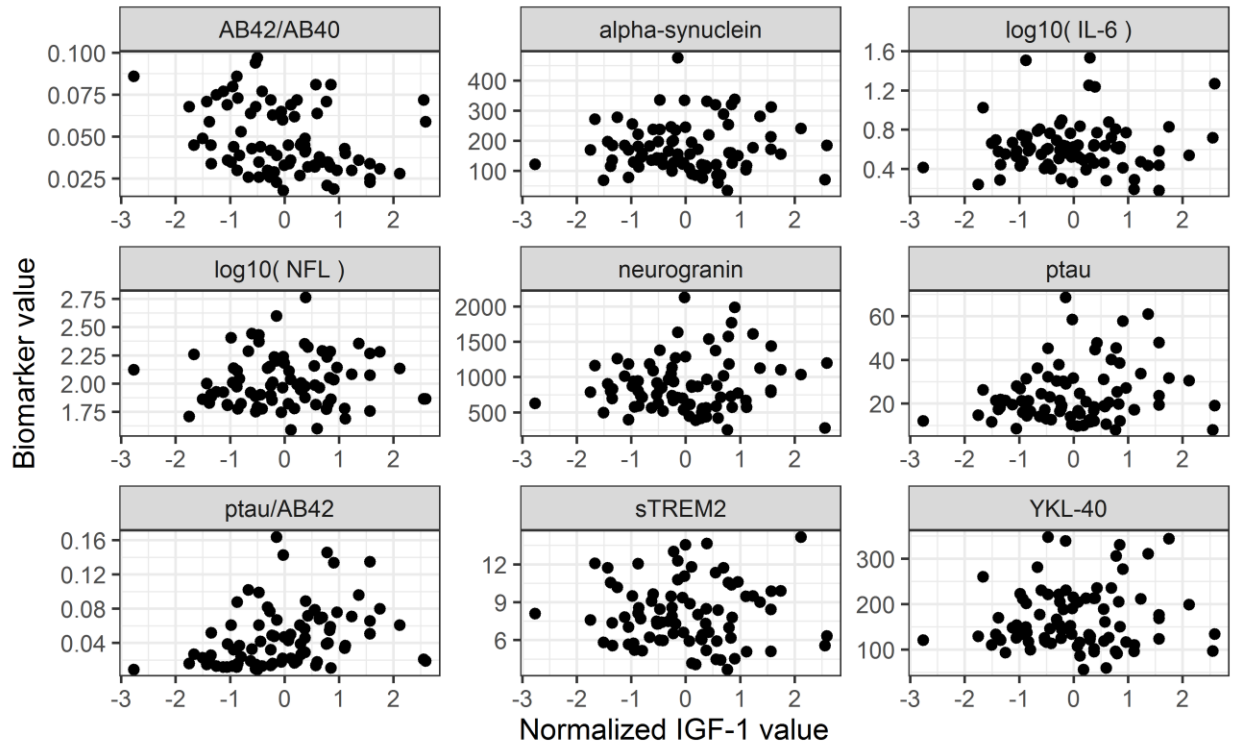 AB42/AB40 alpha-synuclein log10( IL-6 )
0.100 0.075 0.050 0.025
400 300 200 100
1.6 1.2 0.8 0.4
-3 -2 -1 0 1 2 -3 -2 -1 0 1 2 -3 -2 -1 0 1 2
Biomarker value
log10( NFL ) neurogranin ptau
2.75 2.50 2.25 2.00 1.75
2000 1500 1000 500
60 40 20
-3 -2 -1 0 1 2 -3 -2 -1 0 1 2 -3 -2 -1 0 1 2
ptau/AB42 sTREM2 YKL-40
0.16 0.12 0.08 0.04
12 9 6
300 200 100
-3 -2 -1 0 1 2 -3 -2 -1 0 1 2 -3 -2 -1 0 1 2
Normalized IGF-1 value